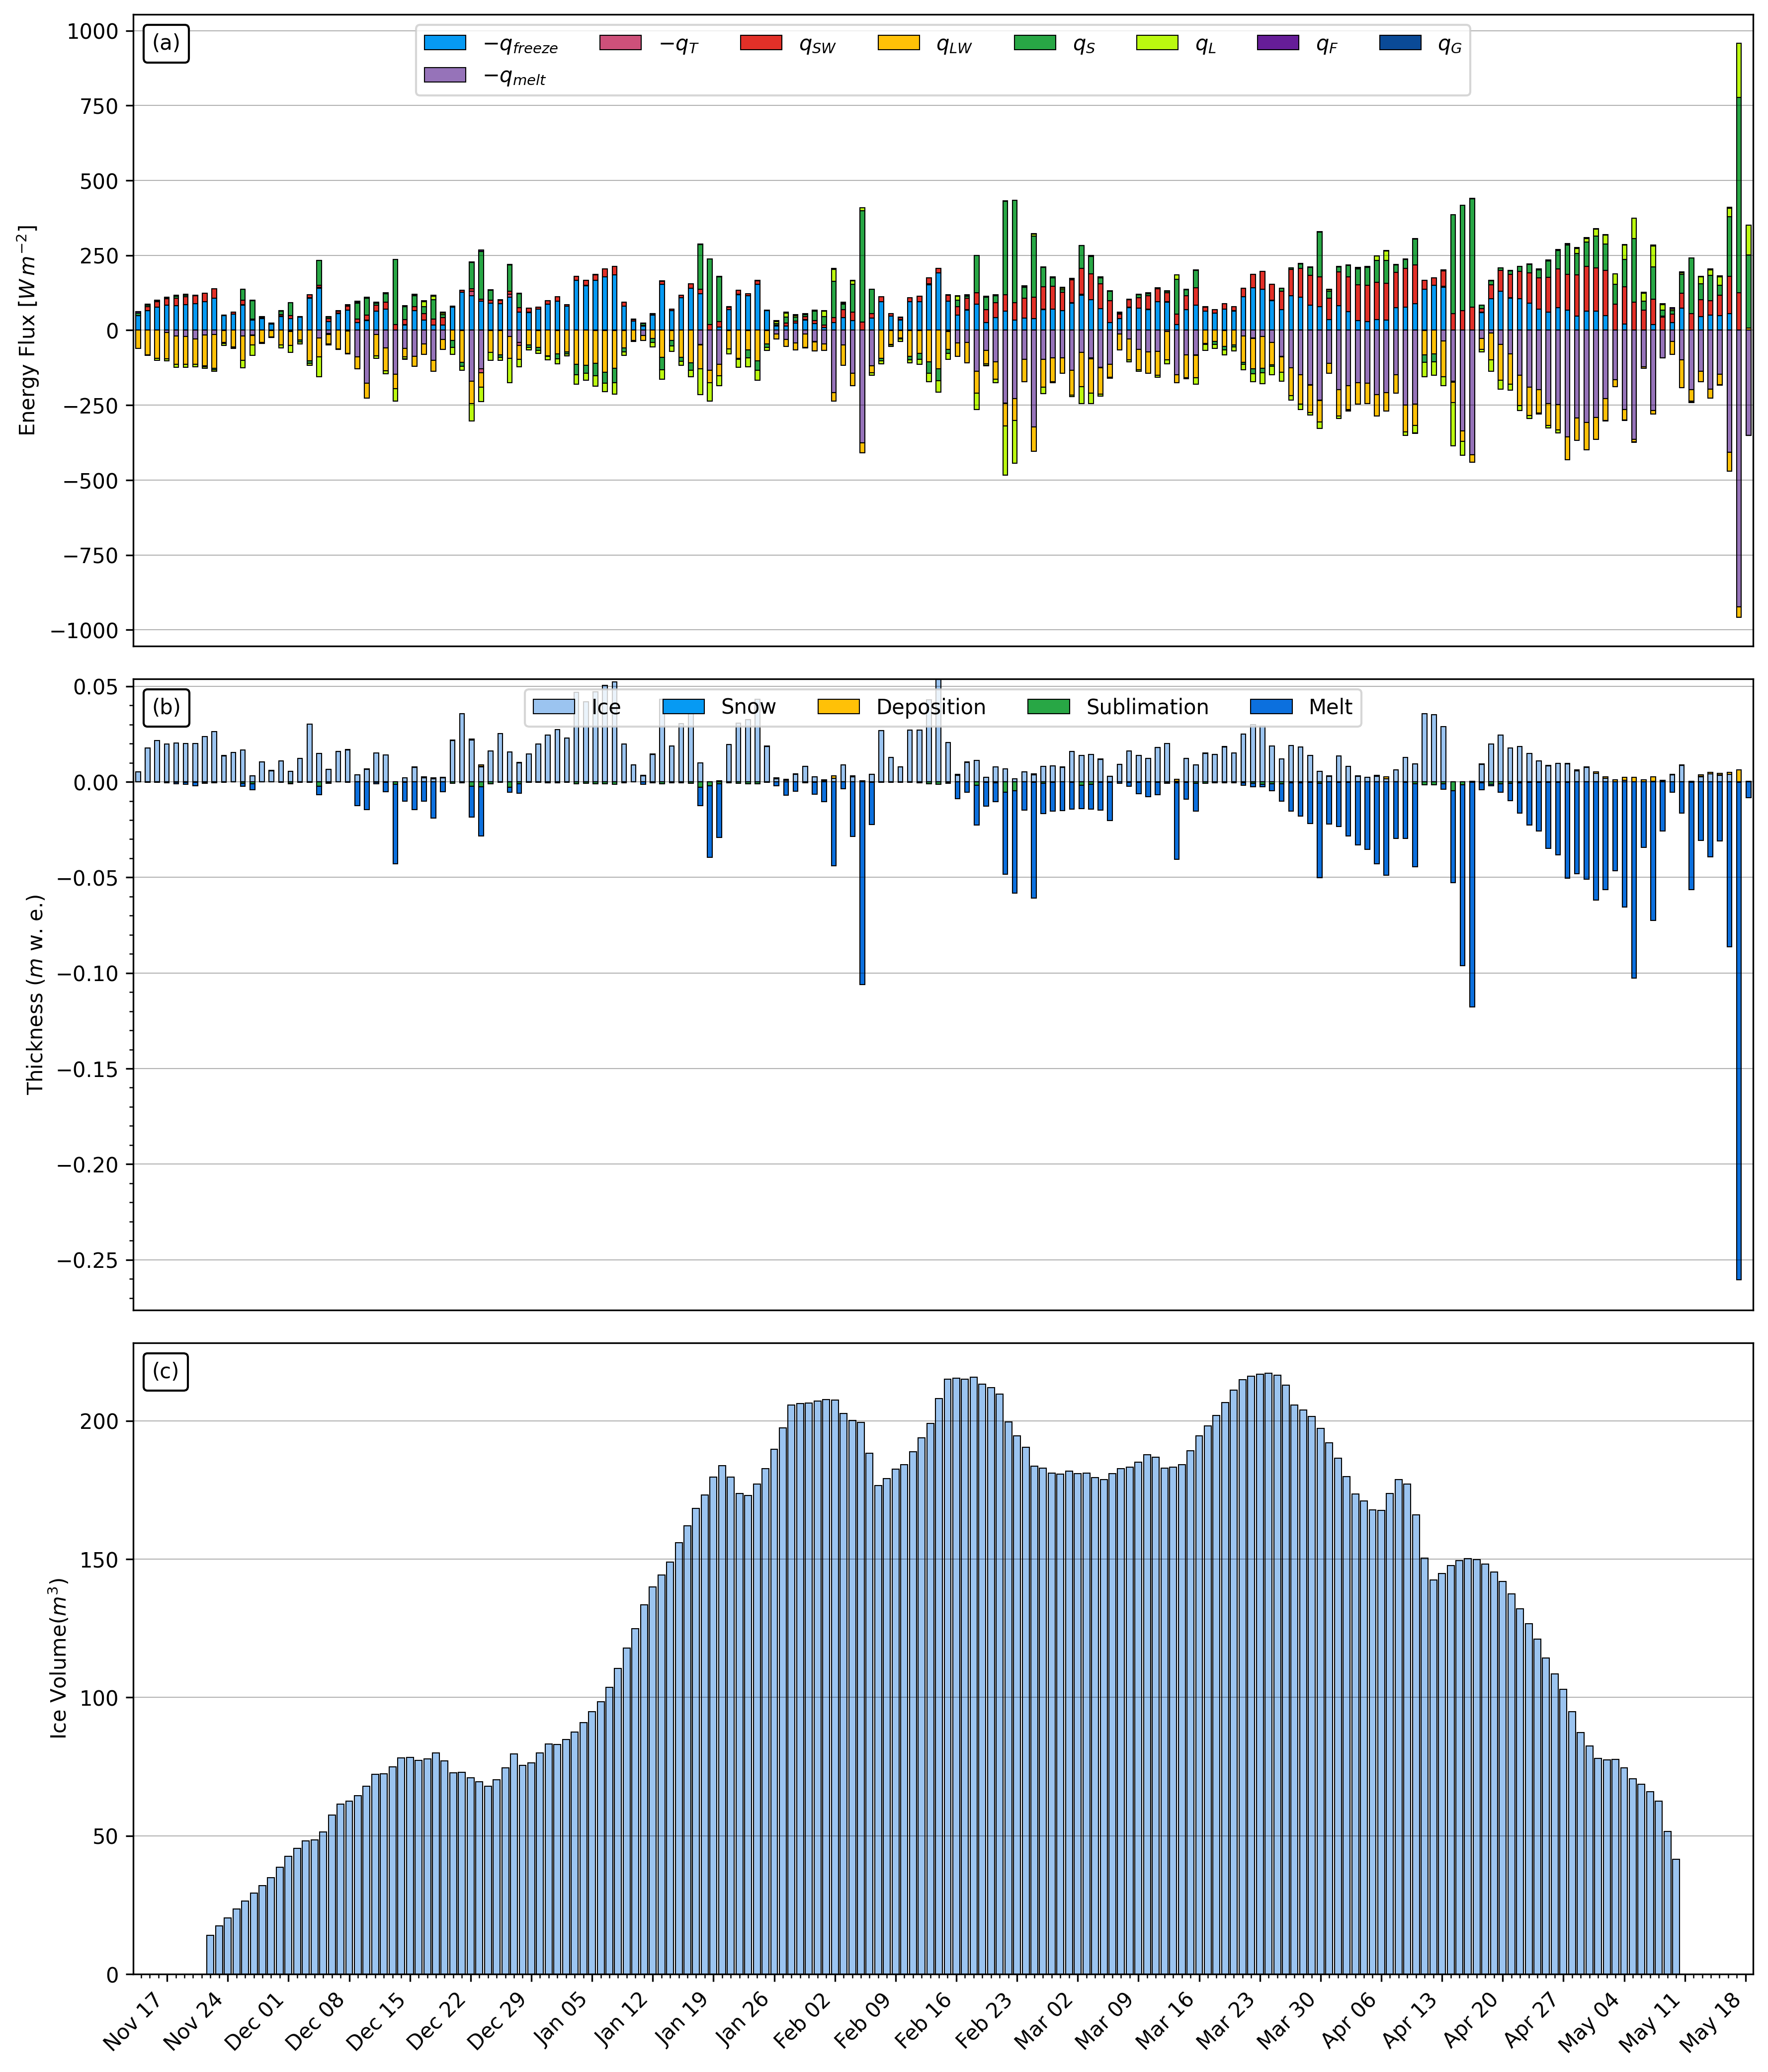 (a)
−q_freeze −q_T q_SW q_LW q_S q_L q_F q_G
−q_melt
1000
750
500
250
0
−250
−500
−750
−1000
Energy Flux [W m⁻²]
(b)
Ice Snow Deposition Sublimation Melt
0.05
0.00
−0.05
−0.10
−0.15
−0.20
−0.25
Thickness (m w. e.)
(c)
200
150
100
50
0
Ice Volume(m³)
Nov 17 Nov 24 Dec 01 Dec 08 Dec 15 Dec 22 Dec 29 Jan 05 Jan 12 Jan 19 Jan 26 Feb 02 Feb 09 Feb 16 Feb 23 Mar 02 Mar 09 Mar 16 Mar 23 Mar 30 Apr 06 Apr 13 Apr 20 Apr 27 May 04 May 11 May 18